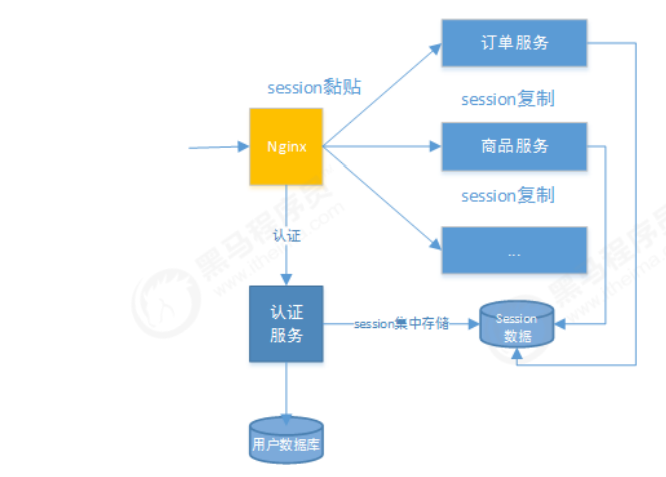 订单服务
session黏贴
session复制
Nginx
商品服务
session复制
认证
...
认证
服务
session集中存储
Session
数据
用户数据库
黑马程序员
www.itheima.com
黑马程序员